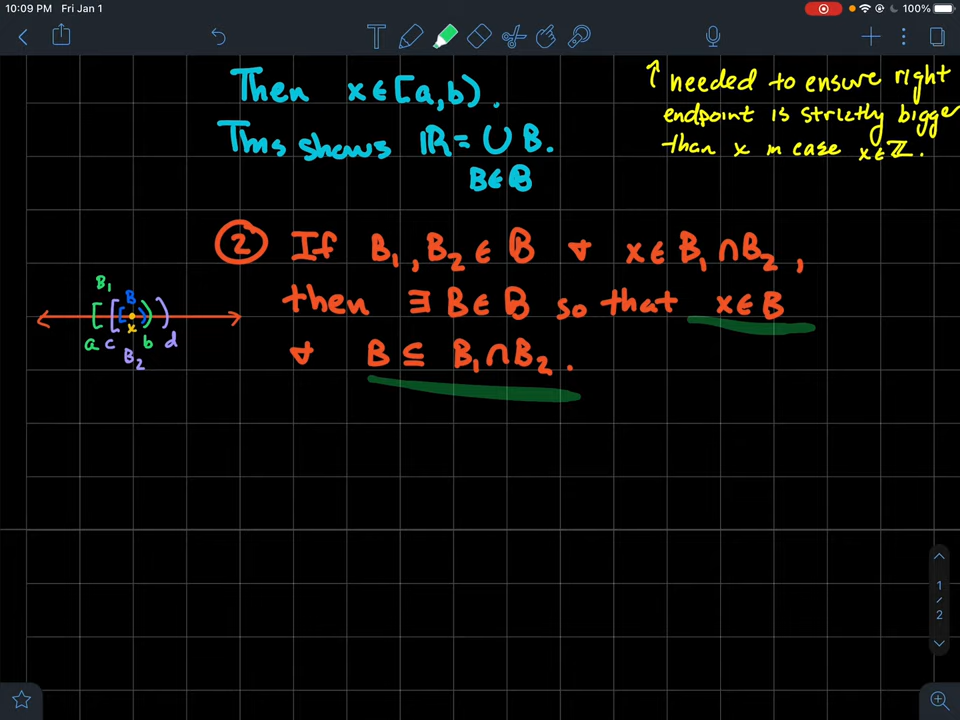 10:09 PM Fri Jan 1
100%
Then x ∈ [a,b).
This shows ℝ = ∪ B.
B∈𝔹
↑ needed to ensure right
endpoint is strictly bigge
than x in case x∈ℤ.
② If B₁, B₂ ∈ 𝔹 & x ∈ B₁ ∩ B₂,
then ∃ B ∈ 𝔹 so that x ∈ B
& B ⊆ B₁ ∩ B₂.
B₁
B
[ [ [ x ) ) )
a c b d
B₂
1
/
2